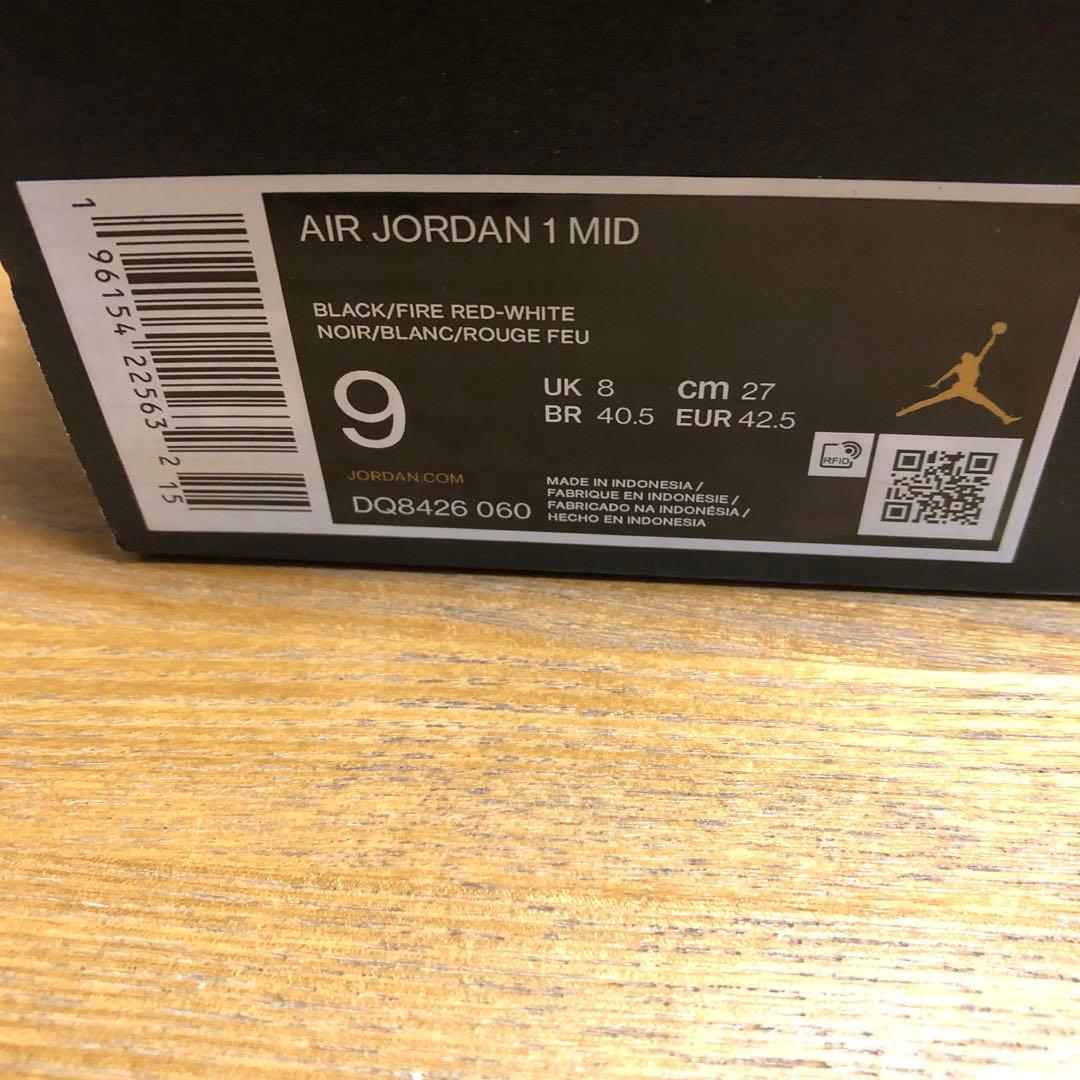 1 96154 22563 2 15
AIR JORDAN 1 MID
BLACK/FIRE RED-WHITE
NOIR/BLANC/ROUGE FEU
9
UK 8 cm 27
BR 40.5 EUR 42.5
RFID
JORDAN.COM
DQ8426 060
MADE IN INDONESIA /
FABRIQUE EN INDONESIE /
FABRICADO NA INDONÉSIA /
HECHO EN INDONESIA